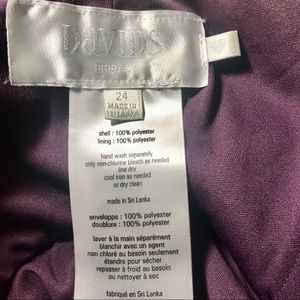 DAVID'S
BRIDAL
24
MADE IN
shell : 100% polyester
lining : 100% polyester
hand wash separately
only non-chlorine bleach as needed
line dry
cool iron as needed
or dry clean
made in Sri Lanka
enveloppe : 100% polyester
doublure : 100% polyester
laver à la main séparément
blanchir avec un agent
non chloré au besoin seulement
étendre pour sécher
repasser à froid au besoin
ou nettoyer à sec
fabriqué en Sri Lanka